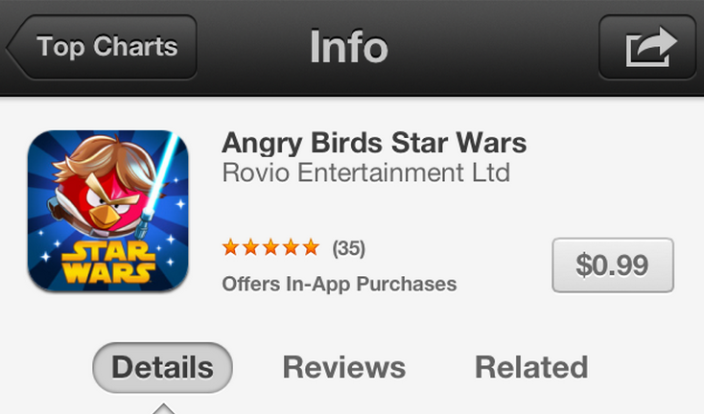 Top Charts
Info
Angry Birds Star Wars
Rovio Entertainment Ltd
STAR
WARS
(35)
Offers In-App Purchases
$0.99
Details
Reviews
Related